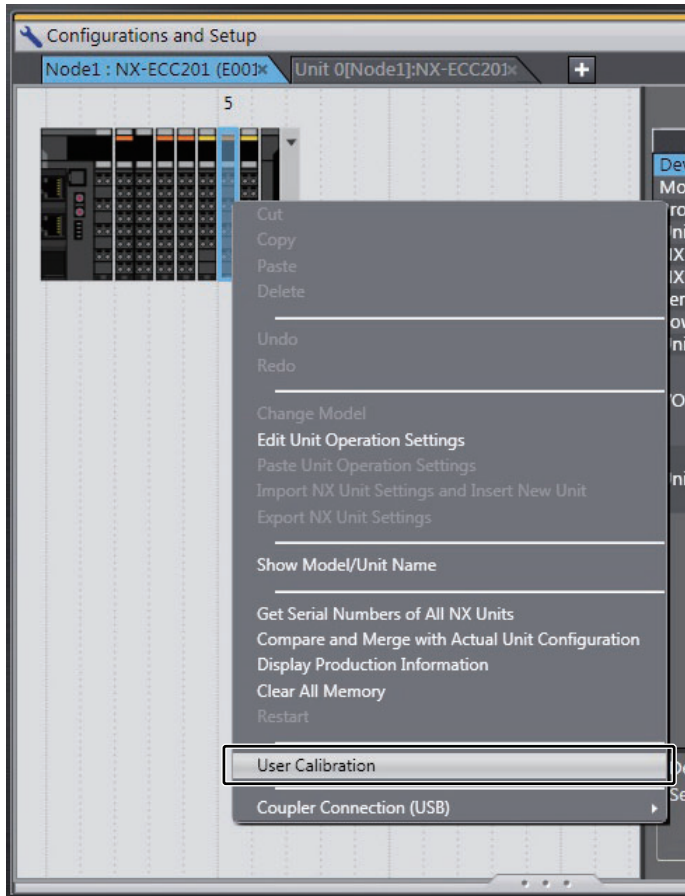 Configurations and Setup
Node1 : NX-ECC201 (E001
Unit 0[Node1]:NX-ECC201
5
Cut
Copy
Paste
Delete
Undo
Redo
Change Model
Edit Unit Operation Settings
Paste Unit Operation Settings
Import NX Unit Settings and Insert New Unit
Export NX Unit Settings
Show Model/Unit Name
Get Serial Numbers of All NX Units
Compare and Merge with Actual Unit Configuration
Display Production Information
Clear All Memory
Restart
User Calibration
Coupler Connection (USB)